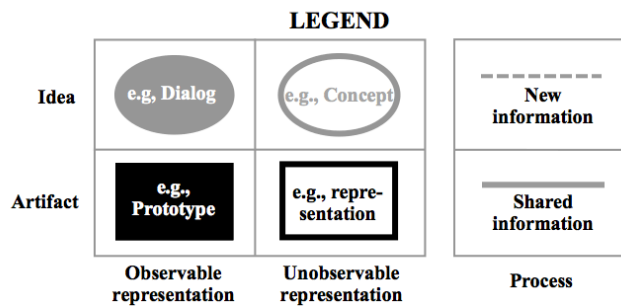 LEGEND
Idea
e.g, Dialog
e.g., Concept
New
information
Artifact
e.g.,
Prototype
e.g., repre-
sentation
Shared
information
Observable
representation
Unobservable
representation
Process